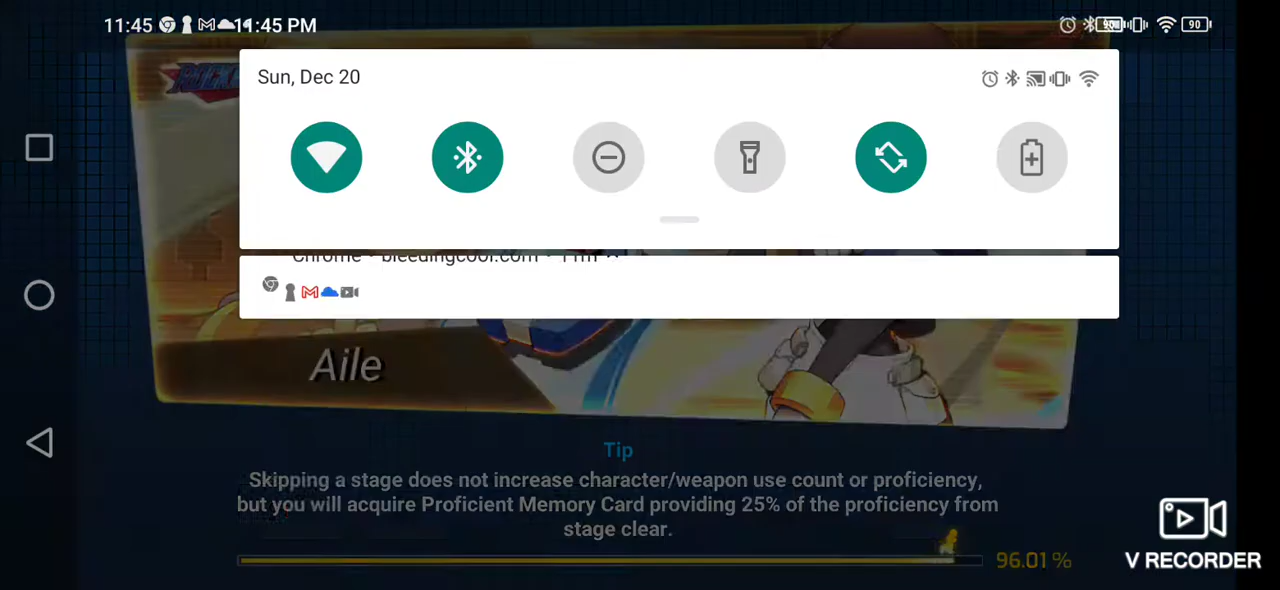 11:45 11:45 PM 90
Sun, Dec 20
Chrome • bleedingcool.com • 11m
Aile
Tip
Skipping a stage does not increase character/weapon use count or proficiency,
but you will acquire Proficient Memory Card providing 25% of the proficiency from
stage clear.
96.01 %
V RECORDER